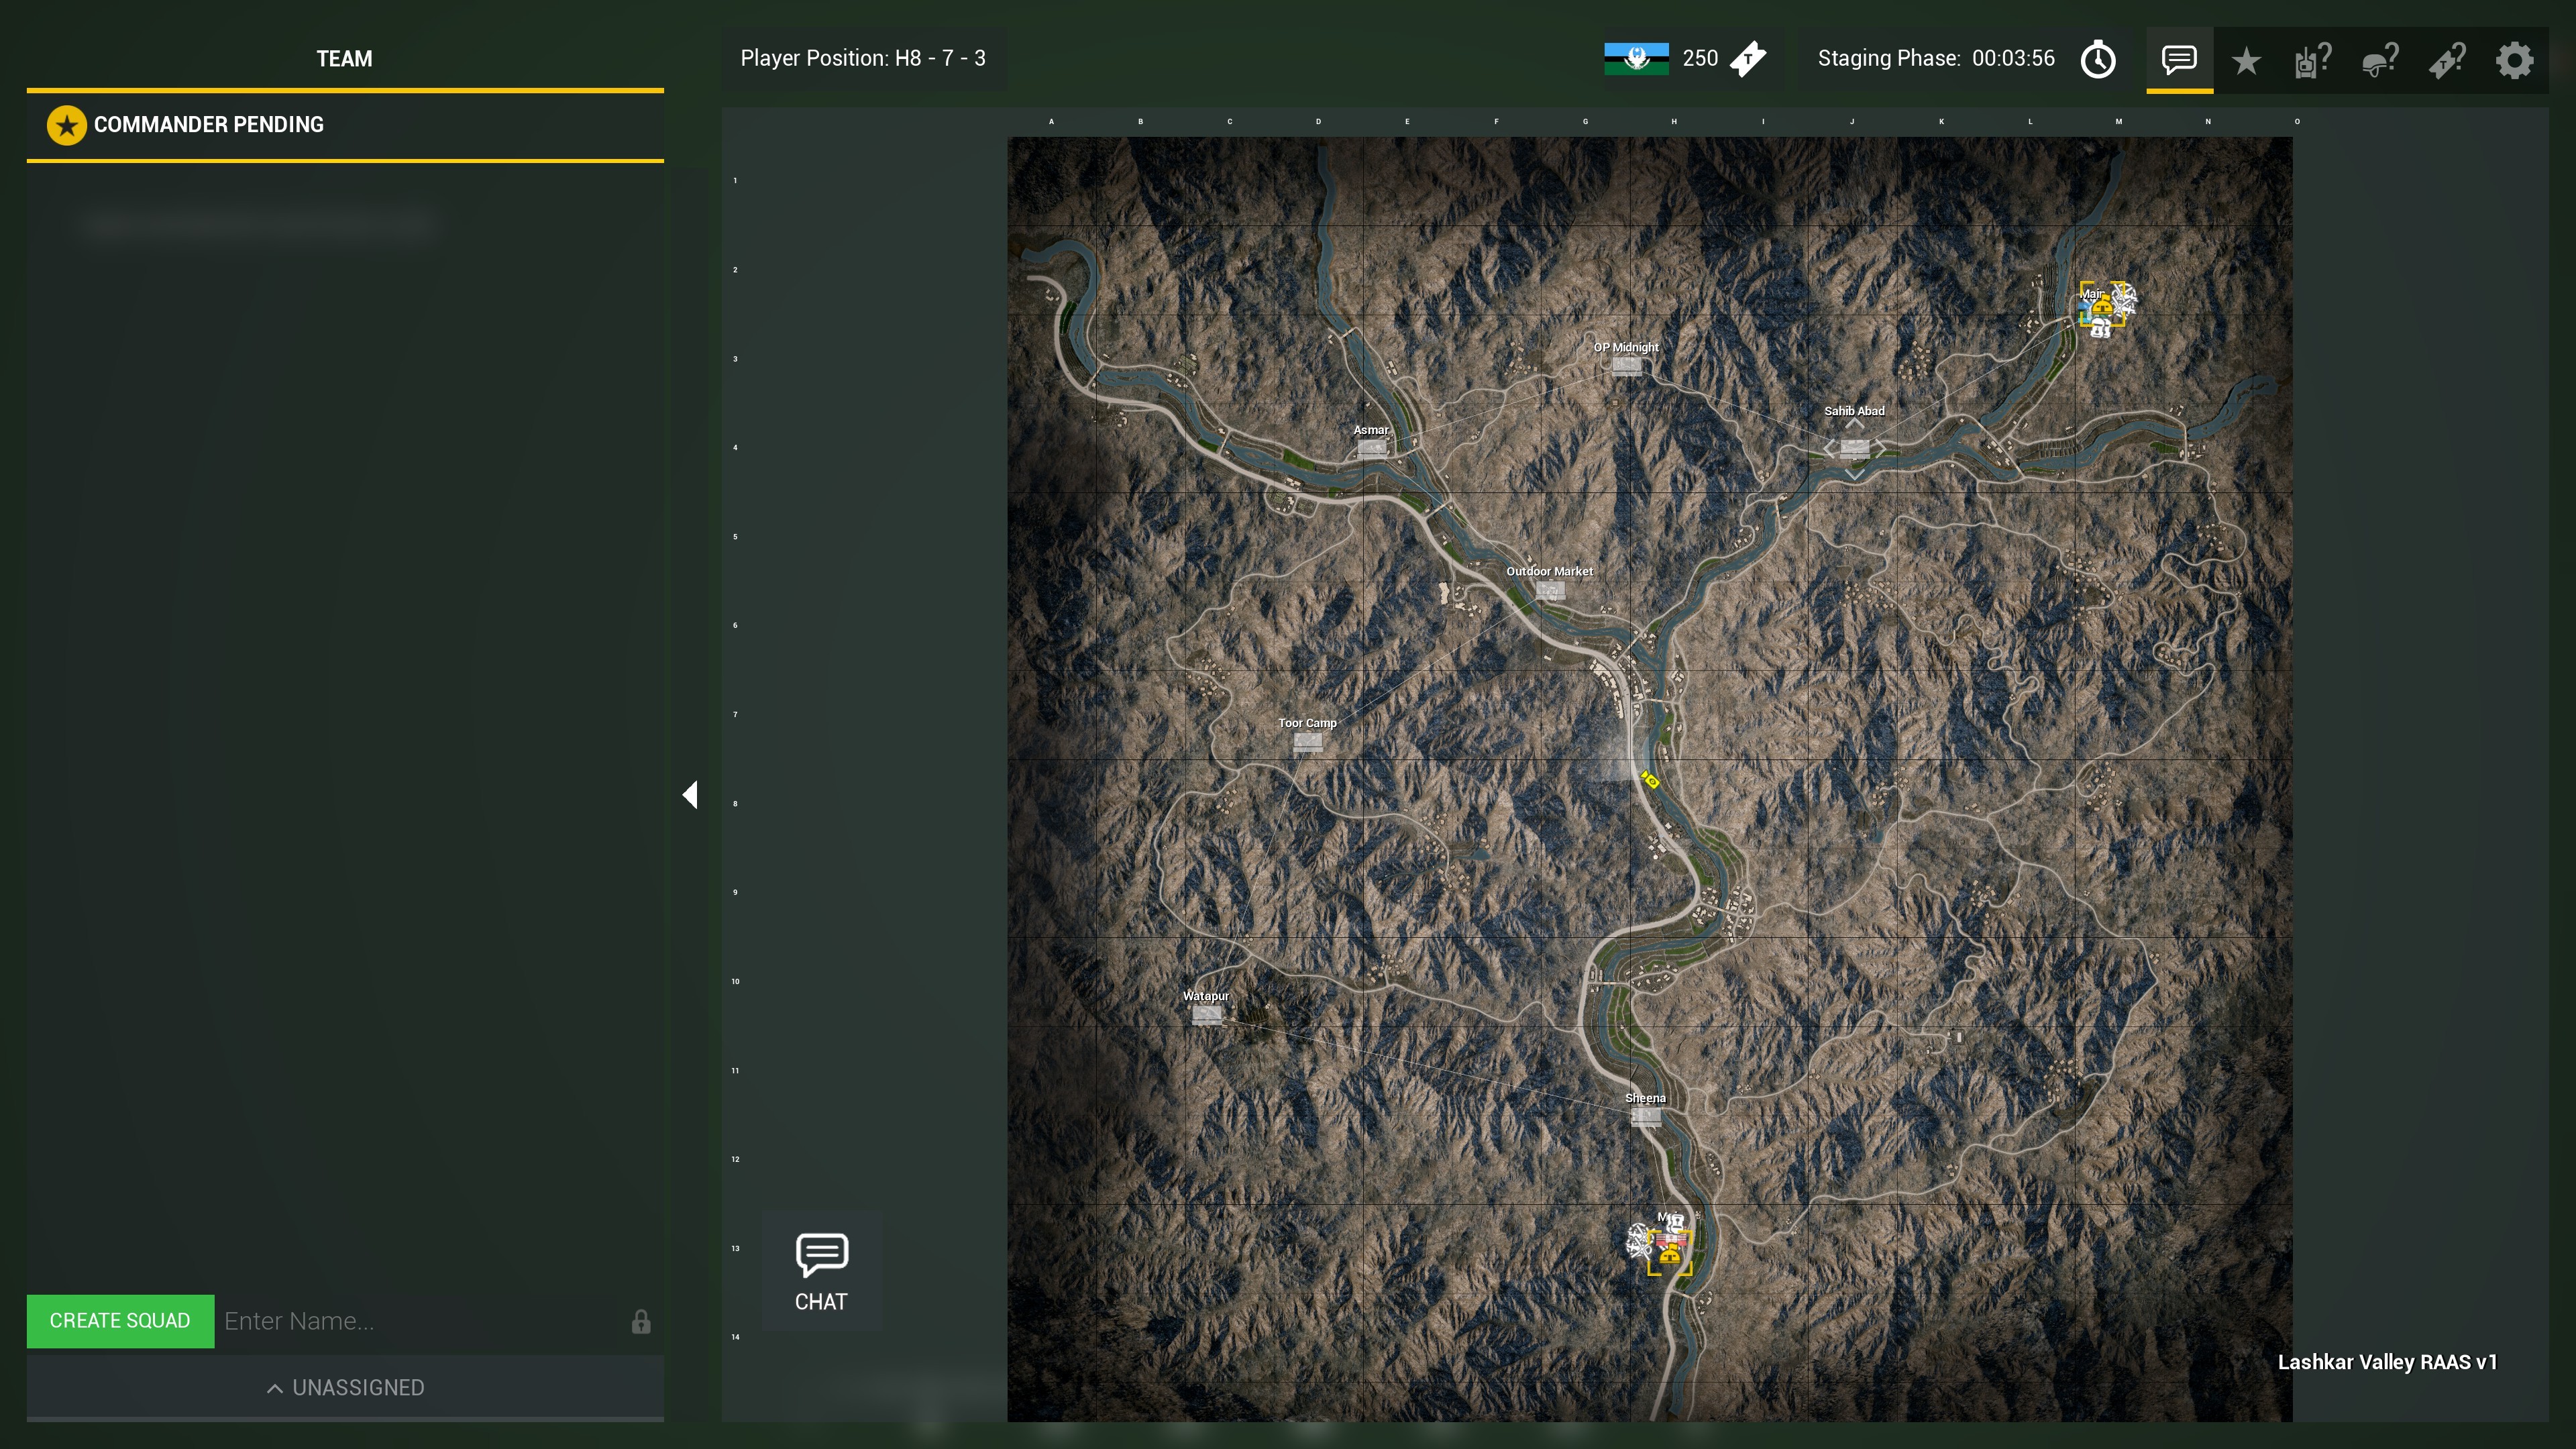 TEAM
Player Position: H8 - 7 - 3
250
Staging Phase: 00:03:56
COMMANDER PENDING
A B C D E F G H I J K L M N O
1
2
Main
3
OP Midnight
Sahib Abad
Asmar
4
5
Outdoor Market
6
7
Toor Camp
8
9
10
Watapur
11
Sheena
12
13
CHAT
14
CREATE SQUAD
Enter Name...
UNASSIGNED
Lashkar Valley RAAS v1